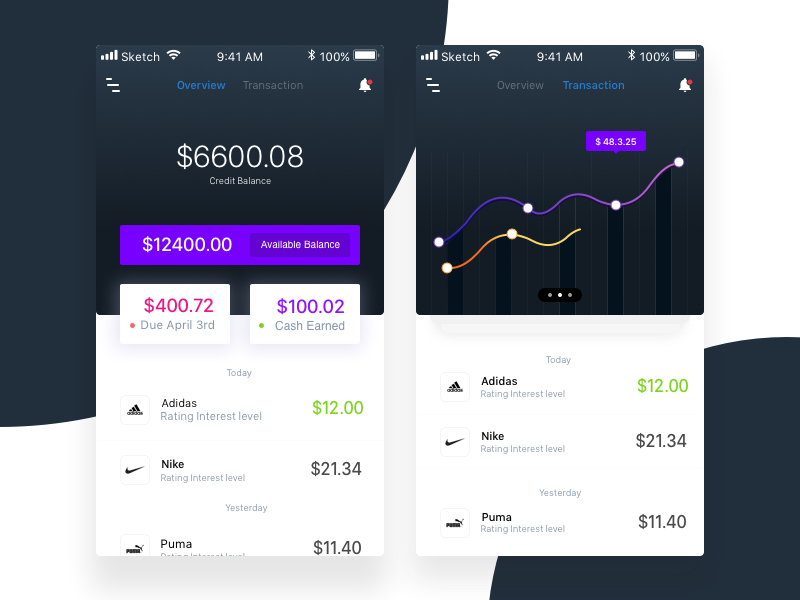 Sketch 9:41 AM 100%
Overview Transaction
$6600.08
Credit Balance
$12400.00 Available Balance
$400.72
Due April 3rd
$100.02
Cash Earned
Today
adidas
Adidas
Rating Interest level
$12.00
Nike
Rating Interest level
$21.34
Yesterday
PUMA
Puma
Rating Interest level
$11.40
Sketch 9:41 AM 100%
Overview Transaction
$ 48.3.25
Today
adidas
Adidas
Rating Interest level
$12.00
Nike
Rating Interest level
$21.34
Yesterday
PUMA
Puma
Rating Interest level
$11.40